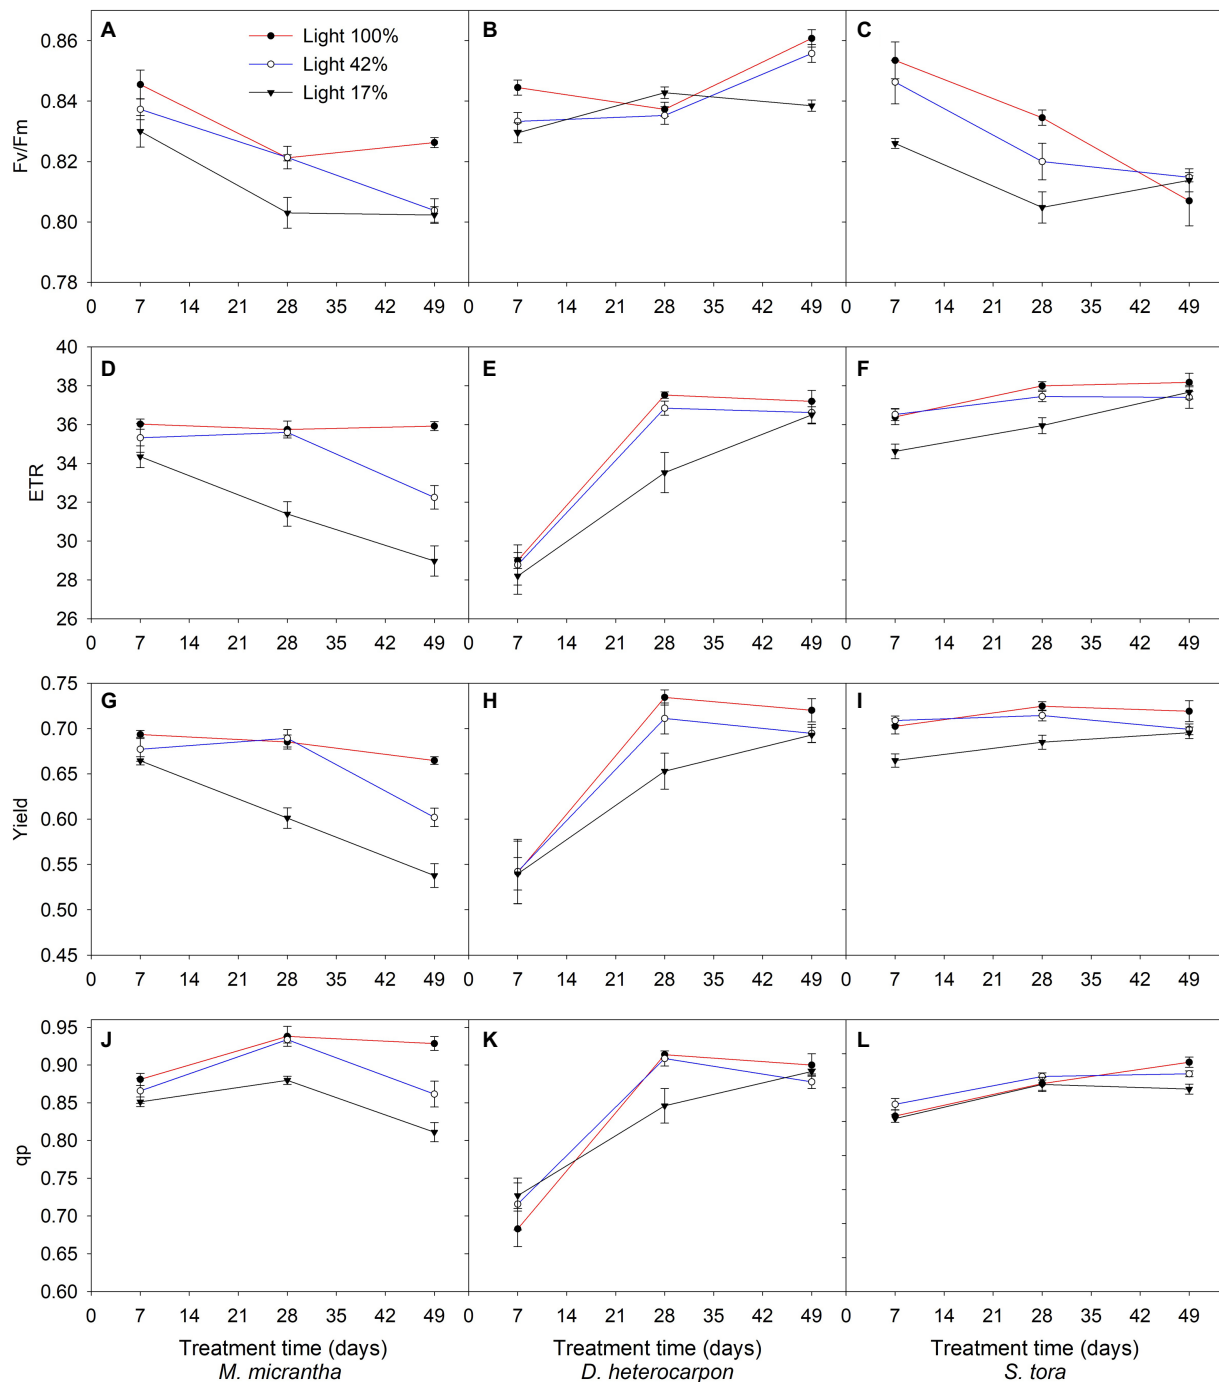 A
Light 100%
Light 42%
Light 17%
B
C
Fv/Fm
0.86
0.84
0.82
0.80
0.78
0 7 14 21 28 35 42 49 0 7 14 21 28 35 42 49 0 7 14 21 28 35 42 49
D
E
F
ETR
40
38
36
34
32
30
28
26
0 7 14 21 28 35 42 49 0 7 14 21 28 35 42 49 0 7 14 21 28 35 42 49
G
H
I
Yield
0.75
0.70
0.65
0.60
0.55
0.50
0.45
0 7 14 21 28 35 42 49 0 7 14 21 28 35 42 49 0 7 14 21 28 35 42 49
J
K
L
qp
0.95
0.90
0.85
0.80
0.75
0.70
0.65
0.60
0 7 14 21 28 35 42 49 0 7 14 21 28 35 42 49 0 7 14 21 28 35 42 49
Treatment time (days) Treatment time (days) Treatment time (days)
M. micrantha D. heterocarpon S. tora